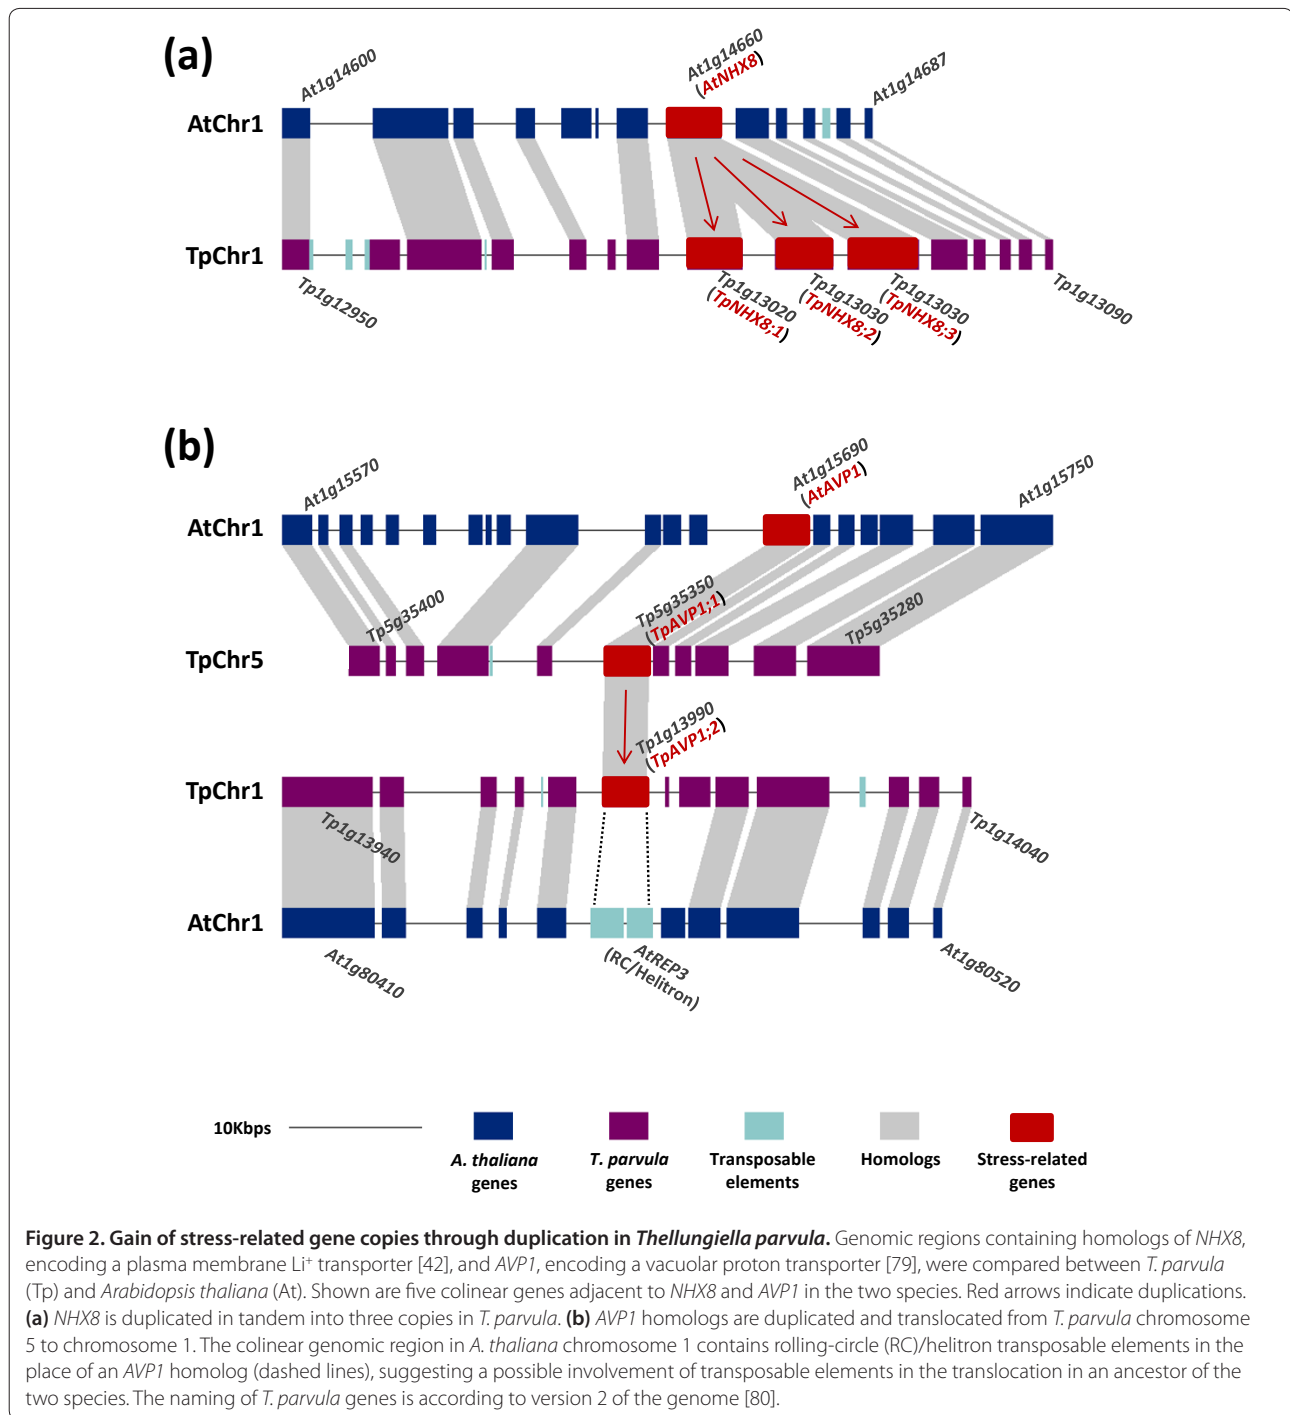 (a)
At1g14600
At1g14660
(AtNHX8)
At1g14687
AtChr1
TpChr1
Tp1g12950
Tp1g13020
(TpNHX8;1)
Tp1g13030
(TpNHX8;2)
Tp1g13030
(TpNHX8;3)
Tp1g13090
(b)
At1g15570
At1g15690
(AtAVP1)
At1g15750
AtChr1
Tp5g35400
Tp5g35350
(TpAVP1;1)
Tp5g35280
TpChr5
Tp1g13990
(TpAVP1;2)
TpChr1
Tp1g13940
Tp1g14040
AtChr1
At1g80410
AtREP3
(RC/Helitron)
At1g80520
10Kbps
A. thaliana
genes
T. parvula
genes
Transposable
elements
Homologs
Stress-related
genes
Figure 2. Gain of stress-related gene copies through duplication in Thellungiella parvula. Genomic regions containing homologs of NHX8,
encoding a plasma membrane Li⁺ transporter [42], and AVP1, encoding a vacuolar proton transporter [79], were compared between T. parvula
(Tp) and Arabidopsis thaliana (At). Shown are five colinear genes adjacent to NHX8 and AVP1 in the two species. Red arrows indicate duplications.
(a) NHX8 is duplicated in tandem into three copies in T. parvula. (b) AVP1 homologs are duplicated and translocated from T. parvula chromosome
5 to chromosome 1. The colinear genomic region in A. thaliana chromosome 1 contains rolling-circle (RC)/helitron transposable elements in the
place of an AVP1 homolog (dashed lines), suggesting a possible involvement of transposable elements in the translocation in an ancestor of the
two species. The naming of T. parvula genes is according to version 2 of the genome [80].